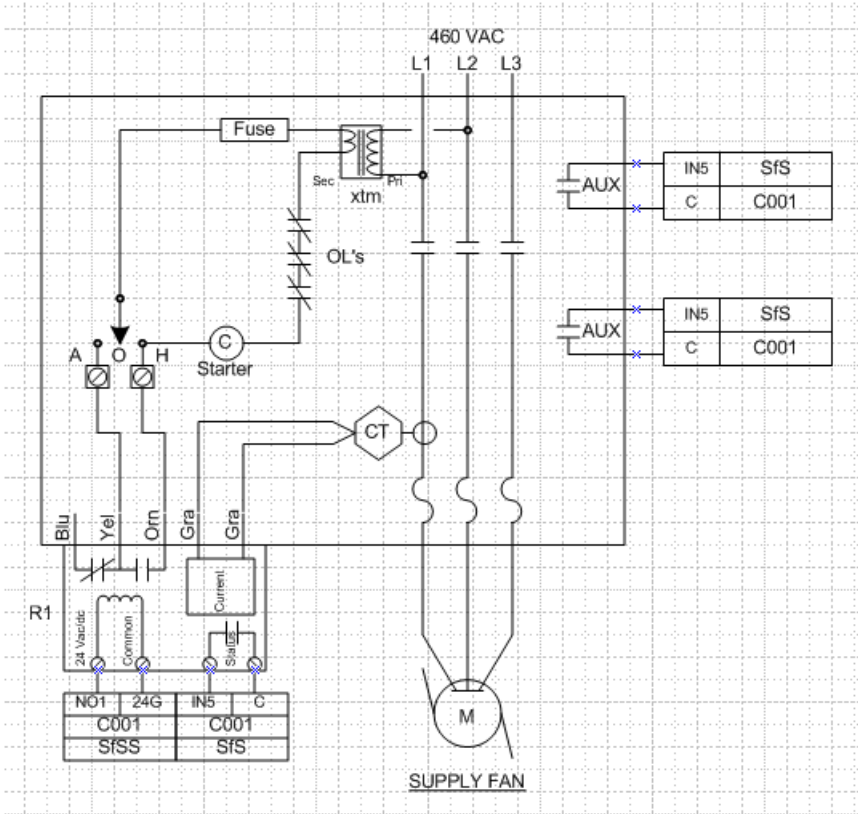 460 VAC
L1 L2 L3
Fuse
Sec Pri
xtm
AUX
IN5 SfS
C C001
OL's
AUX
IN5 SfS
C C001
A O H
C
Starter
CT
Blu Yel Orn Gra Gra
R1
Current
24 Vac/dc
Common
Status
NO1 24G IN5 C
C001 C001
SfSS SfS
M
SUPPLY FAN